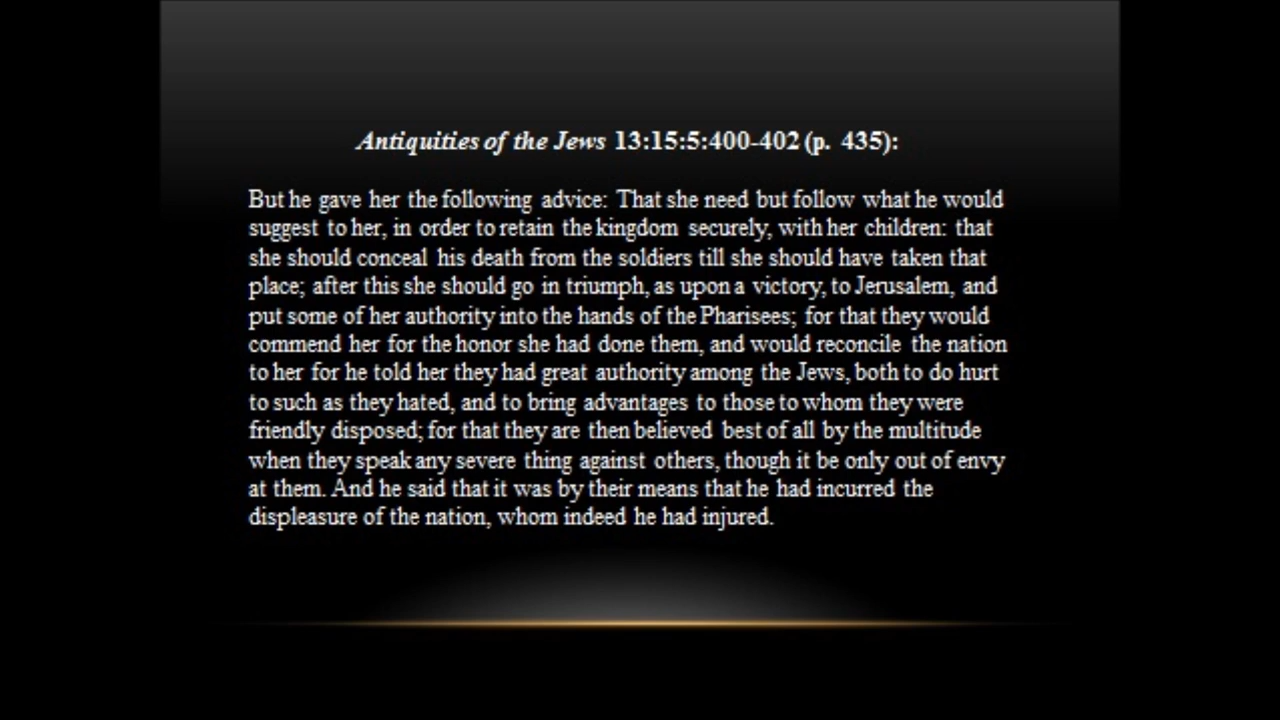 Antiquities of the Jews 13:15:5:400-402 (p. 435):
But he gave her the following advice: That she need but follow what he would
suggest to her, in order to retain the kingdom securely, with her children: that
she should conceal his death from the soldiers till she should have taken that
place; after this she should go in triumph, as upon a victory, to Jerusalem, and
put some of her authority into the hands of the Pharisees; for that they would
commend her for the honor she had done them, and would reconcile the nation
to her for he told her they had great authority among the Jews, both to do hurt
to such as they hated, and to bring advantages to those to whom they were
friendly disposed; for that they are then believed best of all by the multitude
when they speak any severe thing against others, though it be only out of envy
at them. And he said that it was by their means that he had incurred the
displeasure of the nation, whom indeed he had injured.